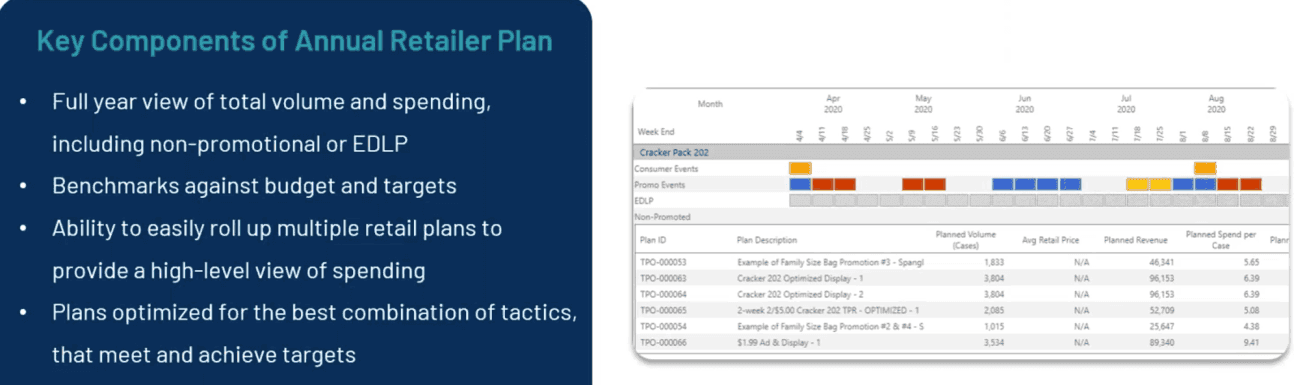 Key Components of Annual Retailer Plan
• Full year view of total volume and spending,
including non-promotional or EDLP
• Benchmarks against budget and targets
• Ability to easily roll up multiple retail plans to
provide a high-level view of spending
• Plans optimized for the best combination of tactics,
that meet and achieve targets
Month Apr 2020 May 2020 Jun 2020 Jul 2020 Aug 2020
Week End 4/4 4/11 4/18 4/25 5/2 5/9 5/16 5/23 5/30 6/6 6/13 6/20 6/27 7/4 7/11 7/18 7/25 8/1 8/8 8/15 8/22 8/29
Cracker Pack 202
Consumer Events
Promo Events
EDLP
Non-Promoted
Plan ID Plan Description Planned Volume (Cases) Avg Retail Price Planned Revenue Planned Spend per Case Planr
TPO-000053 Example of Family Size Bag Promotion #3 - Spangl 1,833 N/A 46,341 5.65
TPO-000063 Cracker 202 Optimized Display - 1 3,804 N/A 96,153 6.39
TPO-000064 Cracker 202 Optimized Display - 2 3,804 N/A 96,153 6.39
TPO-000065 2-week 2/$5.00 Cracker 202 TPR - OPTIMIZED - 1 2,085 N/A 52,709 5.08
TPO-000054 Example of Family Size Bag Promotion #2 & #4 - S 1,015 N/A 25,647 4.38
TPO-000066 $1.99 Ad & Display - 1 3,534 N/A 89,340 9.41